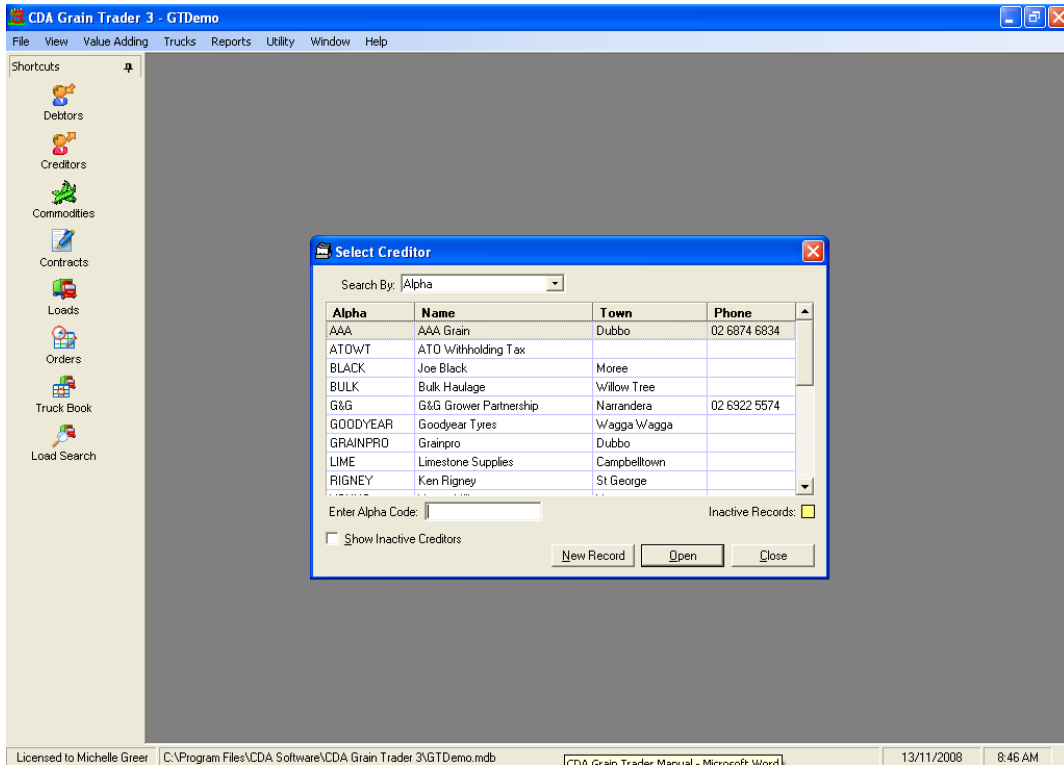 CDA Grain Trader 3 - GTDemo
File View Value Adding Trucks Reports Utility Window Help
Shortcuts
Debtors
Creditors
Commodities
Contracts
Loads
Orders
Truck Book
Load Search
Select Creditor
Search By: Alpha
Alpha Name Town Phone
AAA AAA Grain Dubbo 02 6874 6834
ATOWT ATO Withholding Tax
BLACK Joe Black Moree
BULK Bulk Haulage Willow Tree
G&G G&G Grower Partnership Narrandera 02 6922 5574
GOODYEAR Goodyear Tyres Wagga Wagga
GRAINPRO Grainpro Dubbo
LIME Limestone Supplies Campbelltown
RIGNEY Ken Rigney St George
Enter Alpha Code: Inactive Records:
Show Inactive Creditors
New Record Open Close
Licensed to Michelle Greer C:\Program Files\CDA Software\CDA Grain Trader 3\GTDemo.mdb 13/11/2008 8:46 AM
CDA Grain Trader Manual - Microsoft Word